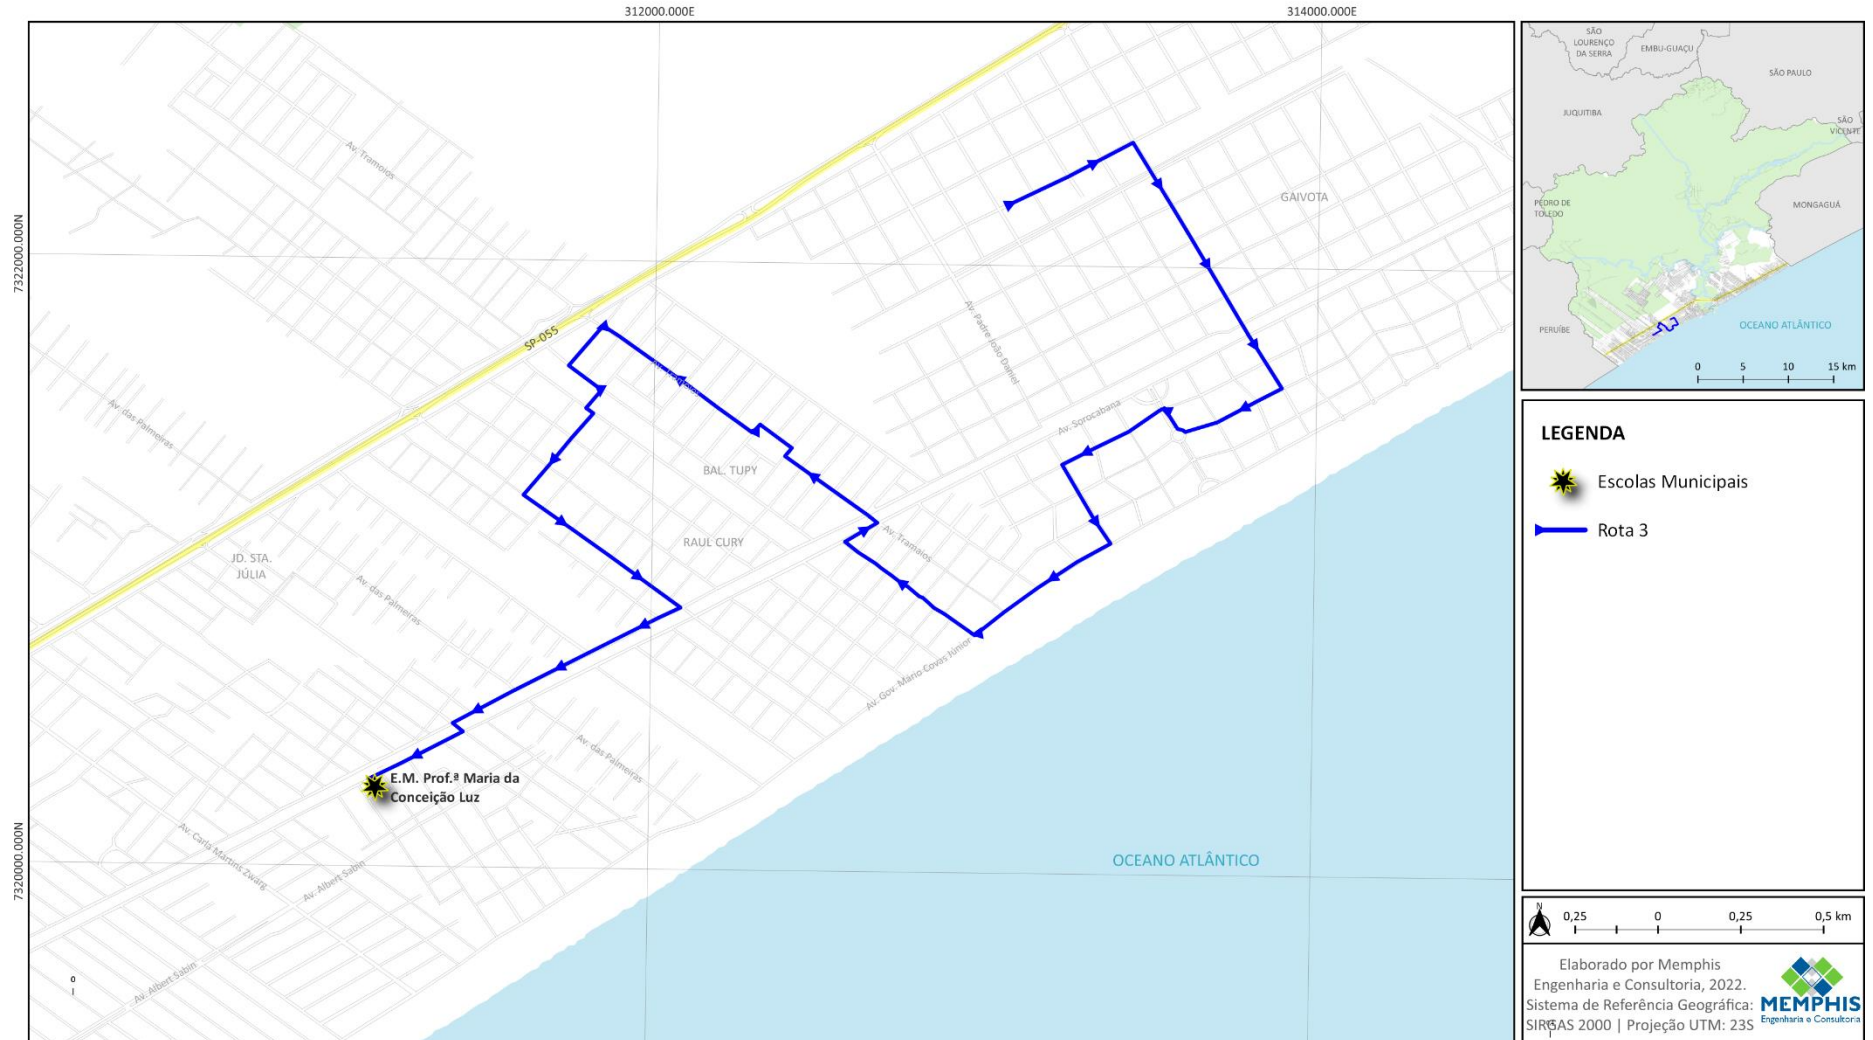 312000.000E
314000.000E
7322000.000N
7320000.000N
Av. Tramoios
SP-055
Av. das Palmeiras
GAIVOTA
Av. Padre João Daniel
Av. Sorocabana
BAL. TUPY
RAUL CURY
Av. Tramoios
JD. STA.
JÚLIA
Av. das Palmeiras
Av. Gov. Mário Covas Júnior
Av. das Palmeiras
E.M. Prof.ª Maria da
Conceição Luz
Av. Carla Martins Zwarg
Av. Albert Sabin
Av. Albert Sabin
OCEANO ATLÂNTICO
0
SÃO
LOURENÇO
DA SERRA
EMBU-GUAÇU
SÃO PAULO
JUQUITIBA
SÃO
VICENTE
PEDRO DE
TOLEDO
MONGAGUÁ
PERUÍBE
OCEANO ATLÂNTICO
0 5 10 15 km
LEGENDA
Escolas Municipais
Rota 3
N
0,25 0 0,25 0,5 km
Elaborado por Memphis
Engenharia e Consultoria, 2022.
Sistema de Referência Geográfica:
SIRGAS 2000 | Projeção UTM: 23S
MEMPHIS
Engenharia e Consultoria